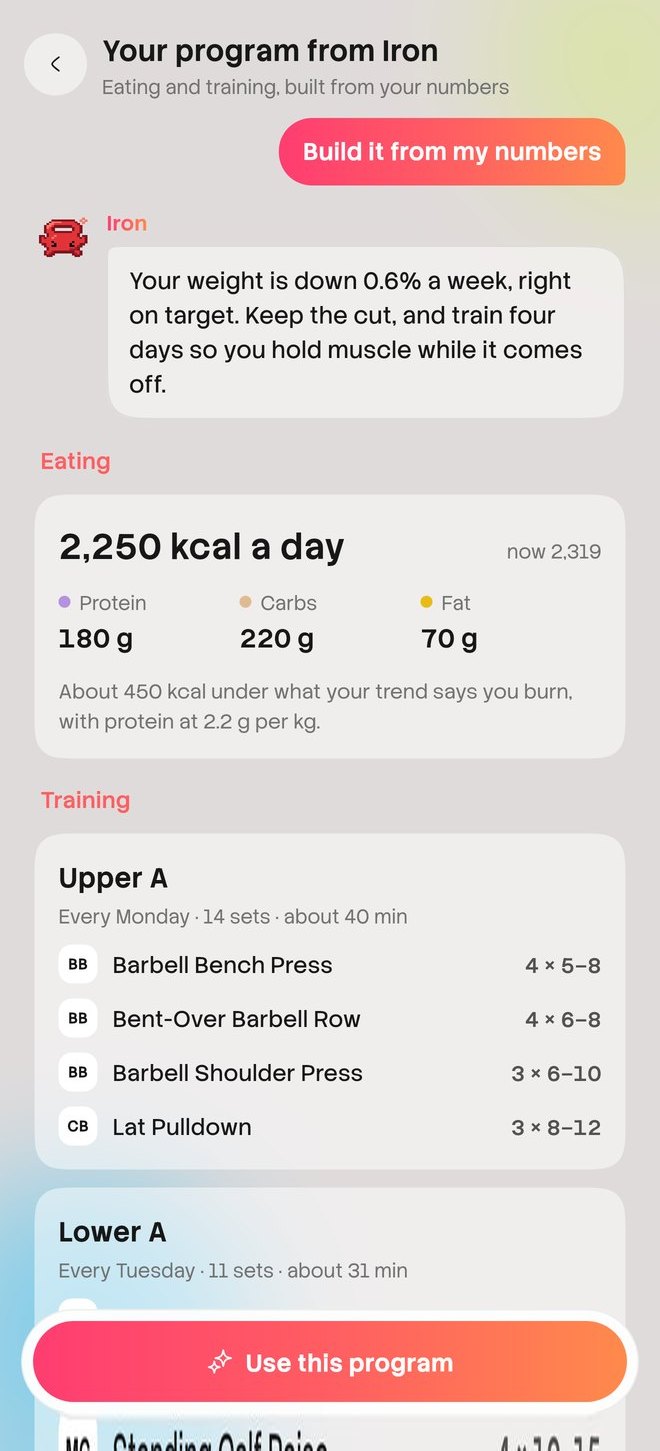 Your program from Iron
Eating and training, built from your numbers
Build it from my numbers
Iron
Your weight is down 0.6% a week, right
on target. Keep the cut, and train four
days so you hold muscle while it comes
off.
Eating
2,250 kcal a day
now 2,319
Protein
Carbs
Fat
180 g
220 g
70 g
About 450 kcal under what your trend says you burn,
with protein at 2.2 g per kg.
Training
Upper A
Every Monday · 14 sets · about 40 min
BB Barbell Bench Press 4 × 5–8
BB Bent-Over Barbell Row 4 × 6–8
BB Barbell Shoulder Press 3 × 6–10
CB Lat Pulldown 3 × 8–12
Lower A
Every Tuesday · 11 sets · about 31 min
Use this program
Standing Calf Raise 4 × 10–15